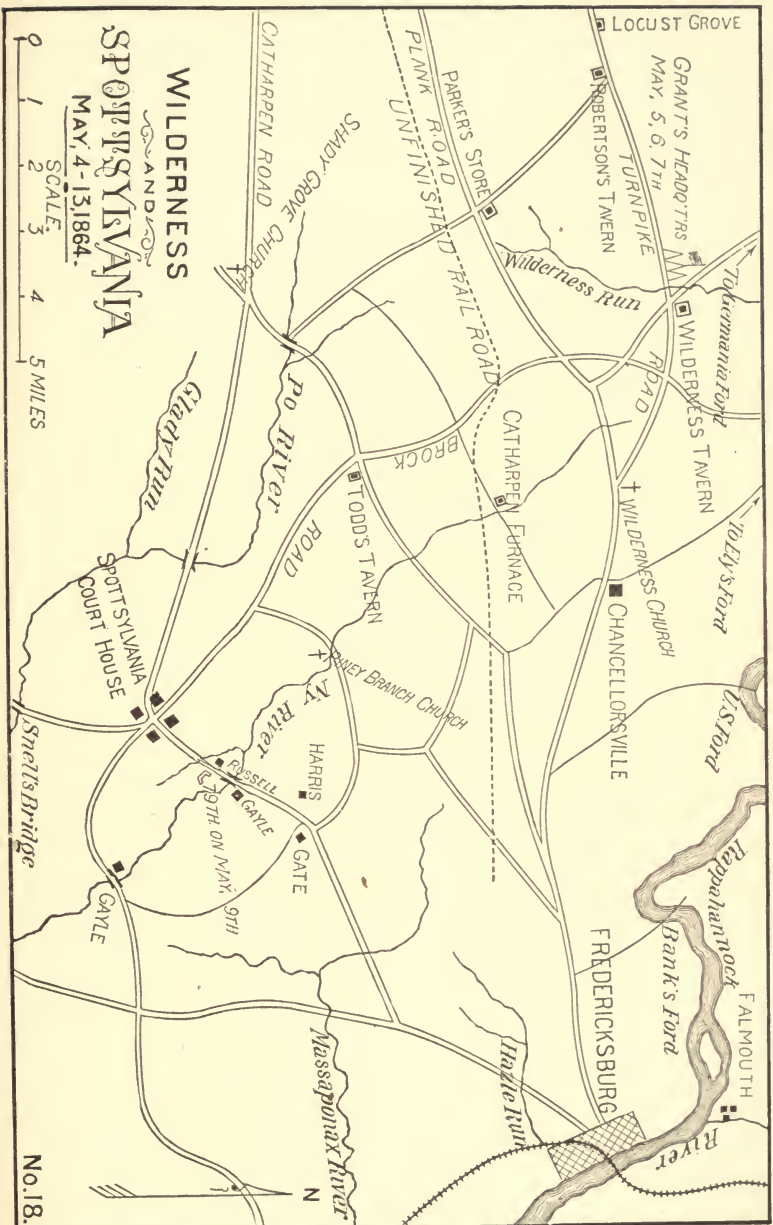 WILDERNESS
AND
SPOTTSYLVANIA
MAY, 4-13, 1864.
SCALE.
0 1 2 3 4 5 MILES
LOCUST GROVE
ROBERTSON'S TAVERN
GRANT'S HEADQ'TRS
MAY, 5, 6, 7TH
TURNPIKE
PLANK ROAD
PARKER'S STORE
UNFINISHED RAIL ROAD
CATHARPEN ROAD
SHADY GROVE CHURCH
Wilderness Run
To Germania Ford
WILDERNESS TAVERN
ROAD
To Ely's Ford
WILDERNESS CHURCH
CHANCELLORSVILLE
U.S. Ford
CATHARPEN FURNACE
BROCK
ROAD
TODD'S TAVERN
Po River
Glady Run
SPOTTSYLVANIA
COURT HOUSE
Snell's Bridge
PINEY BRANCH CHURCH
Ny River
HARRIS
RUSSELL
GAYLE
79TH. ON MAY, 9TH
GATE
GAYLE
Rappahannock
Bank's Ford
FALMOUTH
River
FREDERICKSBURG
Hazle Run
Massaponax River
N
No. 18.